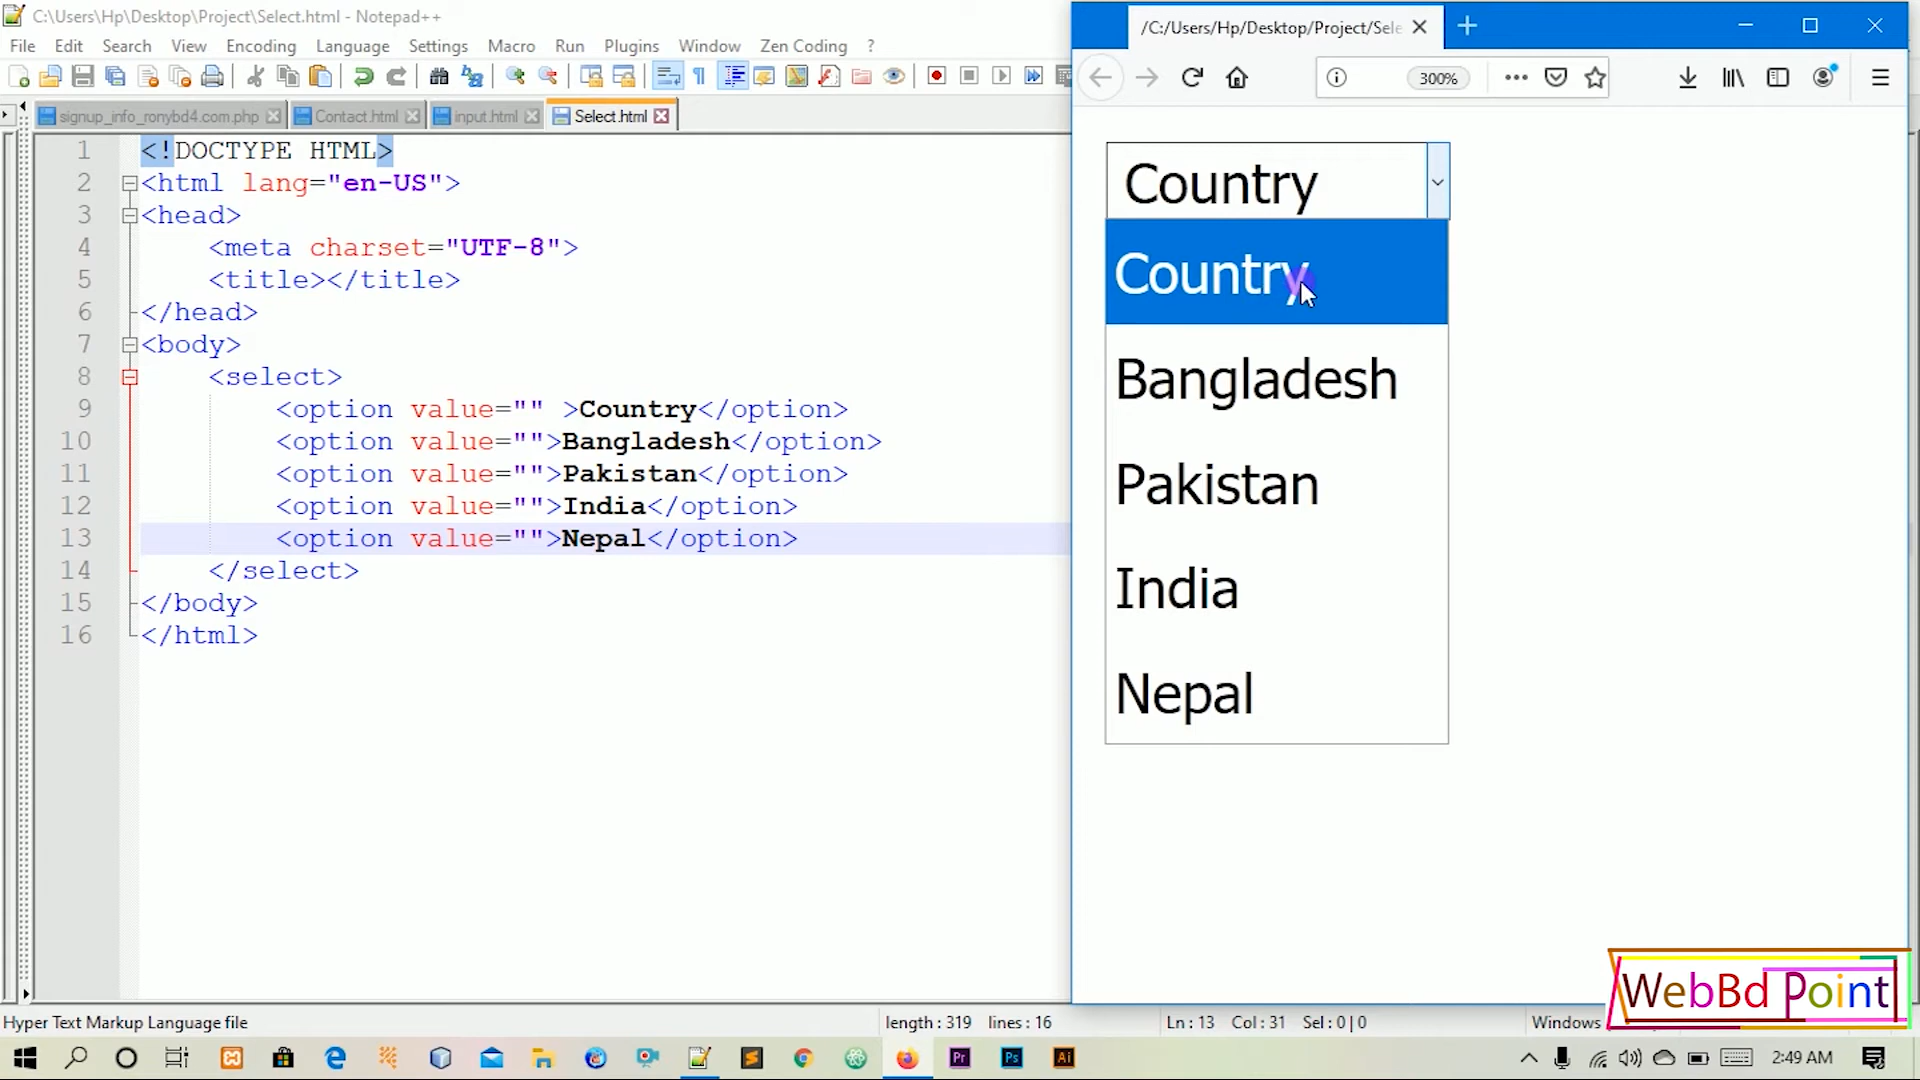 C:\Users\Hp\Desktop\Project\Select.html - Notepad++
File Edit Search View Encoding Language Settings Macro Run Plugins Window Zen Coding ?
signup_info_ronybd4.com.php Contact.html input.html Select.html
1 <!DOCTYPE HTML>
2 <html lang="en-US">
3 <head>
4 <meta charset="UTF-8">
5 <title></title>
6 </head>
7 <body>
8 <select>
9 <option value="" >Country</option>
10 <option value="">Bangladesh</option>
11 <option value="">Pakistan</option>
12 <option value="">India</option>
13 <option value="">Nepal</option>
14 </select>
15 </body>
16 </html>
Hyper Text Markup Language file length : 319 lines : 16 Ln : 13 Col : 31 Sel : 0 | 0 Windows
/C:/Users/Hp/Desktop/Project/Sele
300%
Country
Country
Bangladesh
Pakistan
India
Nepal
WebBd Point
Pr Ps Ai 2:49 AM